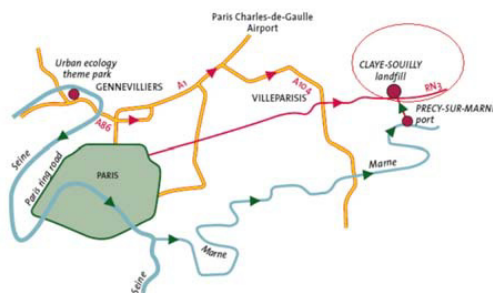 Paris Charles-de-Gaulle
Airport
Urban ecology
theme park
GENNEVILLIERS
A1
A104
VILLEPARISIS
CLAYE-SOUILLY
landfill
RN3
PRECY-SUR-MARNE
port
A86
Seine
Paris ring road
PARIS
Marne
Marne
Seine